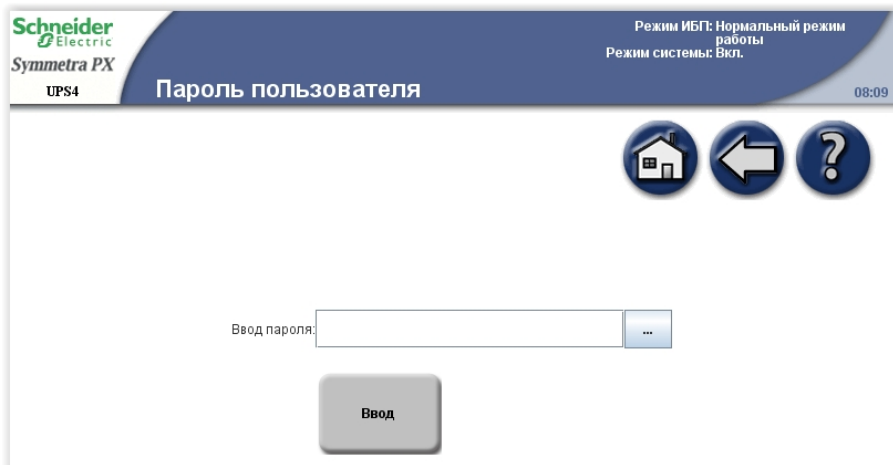 Schneider
Electric
Symmetra PX
UPS4
Пароль пользователя
Режим ИБП: Нормальный режим
работы
Режим системы: Вкл.
08:09
?
Ввод пароля:
...
Ввод